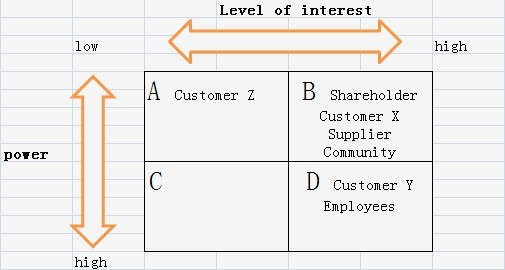 Level of interest
low
high
A Customer Z
B Shareholder
Customer X
Supplier
Community
power
C
D Customer Y
Employees
high